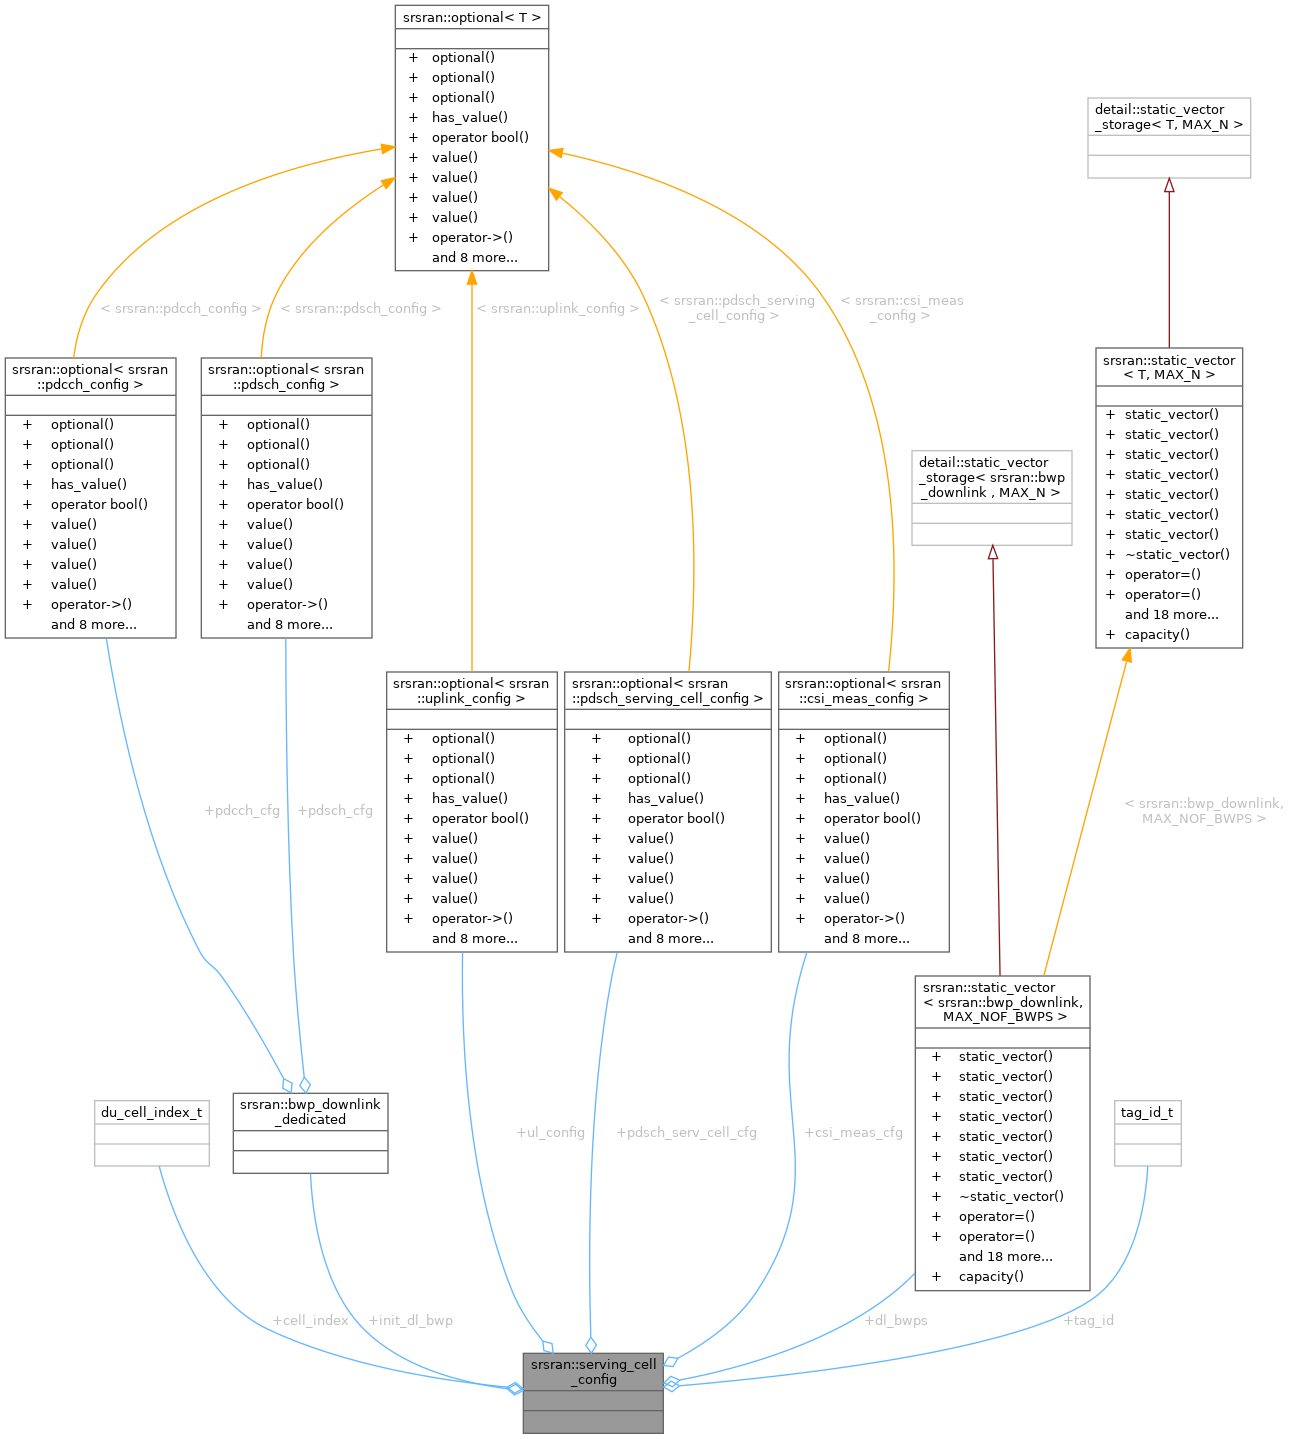 srsran::optional< T >
+ optional()
+ optional()
+ optional()
+ has_value()
+ operator bool()
+ value()
+ value()
+ value()
+ value()
+ operator->()
and 8 more...
detail::static_vector
_storage< T, MAX_N >
< srsran::pdcch_config >
< srsran::pdsch_config >
< srsran::uplink_config >
< srsran::pdsch_serving
_cell_config >
< srsran::csi_meas
_config >
srsran::optional< srsran
::pdcch_config >
+ optional()
+ optional()
+ optional()
+ has_value()
+ operator bool()
+ value()
+ value()
+ value()
+ value()
+ operator->()
and 8 more...
srsran::optional< srsran
::pdsch_config >
+ optional()
+ optional()
+ optional()
+ has_value()
+ operator bool()
+ value()
+ value()
+ value()
+ value()
+ operator->()
and 8 more...
srsran::static_vector
< T, MAX_N >
+ static_vector()
+ static_vector()
+ static_vector()
+ static_vector()
+ static_vector()
+ static_vector()
+ static_vector()
+ ~static_vector()
+ operator=()
+ operator=()
and 18 more...
+ capacity()
detail::static_vector
_storage< srsran::bwp
_downlink , MAX_N >
srsran::optional< srsran
::uplink_config >
+ optional()
+ optional()
+ optional()
+ has_value()
+ operator bool()
+ value()
+ value()
+ value()
+ value()
+ operator->()
and 8 more...
srsran::optional< srsran
::pdsch_serving_cell_config >
+ optional()
+ optional()
+ optional()
+ has_value()
+ operator bool()
+ value()
+ value()
+ value()
+ value()
+ operator->()
and 8 more...
srsran::optional< srsran
::csi_meas_config >
+ optional()
+ optional()
+ optional()
+ has_value()
+ operator bool()
+ value()
+ value()
+ value()
+ value()
+ operator->()
and 8 more...
+pdcch_cfg
+pdsch_cfg
< srsran::bwp_downlink,
MAX_NOF_BWPS >
srsran::static_vector
< srsran::bwp_downlink,
MAX_NOF_BWPS >
+ static_vector()
+ static_vector()
+ static_vector()
+ static_vector()
+ static_vector()
+ static_vector()
+ static_vector()
+ ~static_vector()
+ operator=()
+ operator=()
and 18 more...
+ capacity()
du_cell_index_t
srsran::bwp_downlink
_dedicated
tag_id_t
+ul_config
+pdsch_serv_cell_cfg
+csi_meas_cfg
+cell_index
+init_dl_bwp
+dl_bwps
+tag_id
srsran::serving_cell
_config